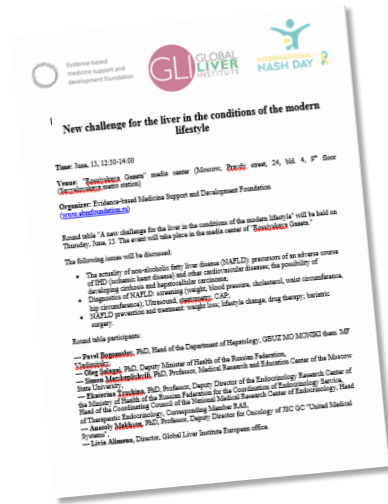 Evidence-based
medicine support and
development foundation
GLI GLOBAL
LIVER
INSTITUTE
INTERNATIONAL
NASH DAY
New challenge for the liver in the conditions of the modern
lifestyle
Time: June, 13, 12:30-14:00
Venue: "Rossiyskaya Gazeta" media center (Moscow, Pravdy street, 24, bld. 4, 9th floor
(Savelovskaya metro station)
Organizer: Evidence-based Medicine Support and Development Foundation
(www.ebmfoundation.ru)
Round table "A new challenge for the liver in the conditions of the modern lifestyle" will be held on
Thursday, June, 13. The event will take place in the media center of "Rossiyskaya Gazeta."
The following issues will be discussed:
• The actuality of non-alcoholic fatty liver disease (NAFLD): precursors of an adverse course
of IHD (ischemic heart disease) and other cardiovascular diseases; the possibility of
developing cirrhosis and hepatocellular carcinoma;
• Diagnostics of NAFLD: screening (weight, blood pressure, cholesterol, waist circumference,
hip circumference); Ultrasound, elastometry, CAP;
• NAFLD prevention and treatment: weight loss; lifestyle change; drug therapy; bariatric
surgery.
Round table participants:
— Pavel Bogomolov, PhD, Head of the Department of Hepatology, GBUZ MO MONIKI them. MF
Vladimirsky;
— Oleg Salagai, PhD, Deputy Minister of Health of the Russian Federation,
— Simon Matskeplishvili, PhD, Professor, Medical Research and Education Center of the Moscow
State University,
— Ekaterina Troshina, PhD, Professor, Deputy Director of the Endocrinology Research Center of
the Ministry of Health of the Russian Federation for the Coordination of Endocrinology Service,
Head of the Coordinating Council of the National Medical Research Center of Endocrinology, Head
of Therapeutic Endocrinology, Corresponding Member RAS,
— Anatoly Makhson, PhD, Professor, Deputy Director for Oncology of JSC GC "United Medical
Systems",
— Livia Alimena, Director, Global Liver Institute European office.